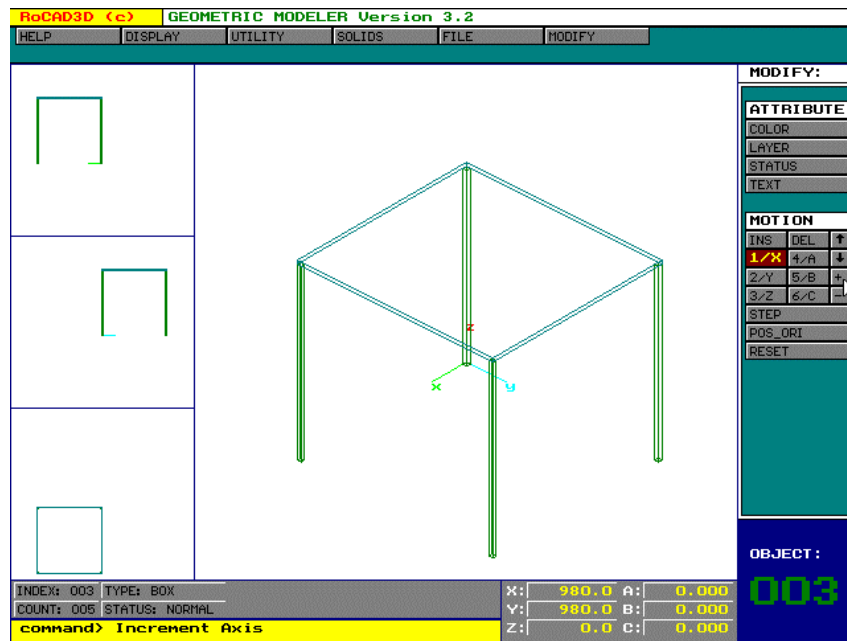 RoCAD3D (c) GEOMETRIC MODELER Version 3.2
HELP DISPLAY UTILITY SOLIDS FILE MODIFY
MODIFY:
ATTRIBUTE
COLOR
LAYER
STATUS
TEXT
MOTION
INS DEL ↑
1/X 4/A ↓
2/Y 5/B +
3/Z 6/C -
STEP
POS_ORI
RESET
z
x y
OBJECT:
003
INDEX: 003 TYPE: BOX
COUNT: 005 STATUS: NORMAL
X: 980.0 A: 0.000
Y: 980.0 B: 0.000
Z: 0.0 C: 0.000
command> Increment Axis